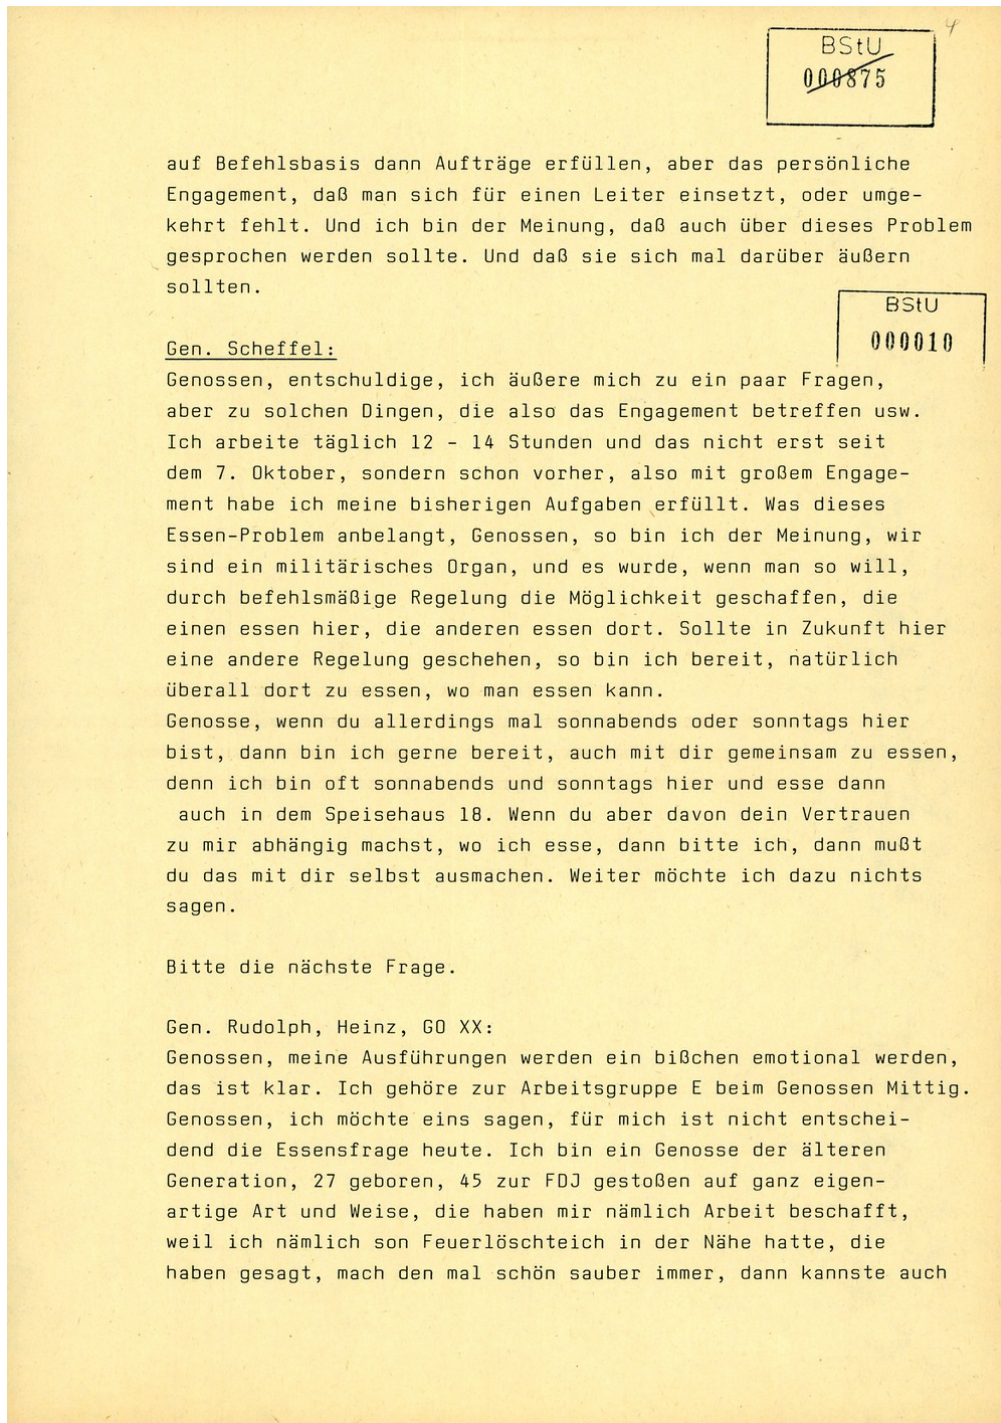 4
BStU
000875
auf Befehlsbasis dann Aufträge erfüllen, aber das persönliche
Engagement, daß man sich für einen Leiter einsetzt, oder umge-
kehrt fehlt. Und ich bin der Meinung, daß auch über dieses Problem
gesprochen werden sollte. Und daß sie sich mal darüber äußern
sollten.
BStU
000010
Gen. Scheffel:
Genossen, entschuldige, ich äußere mich zu ein paar Fragen,
aber zu solchen Dingen, die also das Engagement betreffen usw.
Ich arbeite täglich 12 - 14 Stunden und das nicht erst seit
dem 7. Oktober, sondern schon vorher, also mit großem Engage-
ment habe ich meine bisherigen Aufgaben erfüllt. Was dieses
Essen-Problem anbelangt, Genossen, so bin ich der Meinung, wir
sind ein militärisches Organ, und es wurde, wenn man so will,
durch befehlsmäßige Regelung die Möglichkeit geschaffen, die
einen essen hier, die anderen essen dort. Sollte in Zukunft hier
eine andere Regelung geschehen, so bin ich bereit, natürlich
überall dort zu essen, wo man essen kann.
Genosse, wenn du allerdings mal sonnabends oder sonntags hier
bist, dann bin ich gerne bereit, auch mit dir gemeinsam zu essen,
denn ich bin oft sonnabends und sonntags hier und esse dann
auch in dem Speisehaus 18. Wenn du aber davon dein Vertrauen
zu mir abhängig machst, wo ich esse, dann bitte ich, dann mußt
du das mit dir selbst ausmachen. Weiter möchte ich dazu nichts
sagen.
Bitte die nächste Frage.
Gen. Rudolph, Heinz, GO XX:
Genossen, meine Ausführungen werden ein bißchen emotional werden,
das ist klar. Ich gehöre zur Arbeitsgruppe E beim Genossen Mittig.
Genossen, ich möchte eins sagen, für mich ist nicht entschei-
dend die Essensfrage heute. Ich bin ein Genosse der älteren
Generation, 27 geboren, 45 zur FDJ gestoßen auf ganz eigen-
artige Art und Weise, die haben mir nämlich Arbeit beschafft,
weil ich nämlich son Feuerlöschteich in der Nähe hatte, die
haben gesagt, mach den mal schön sauber immer, dann kannste auch